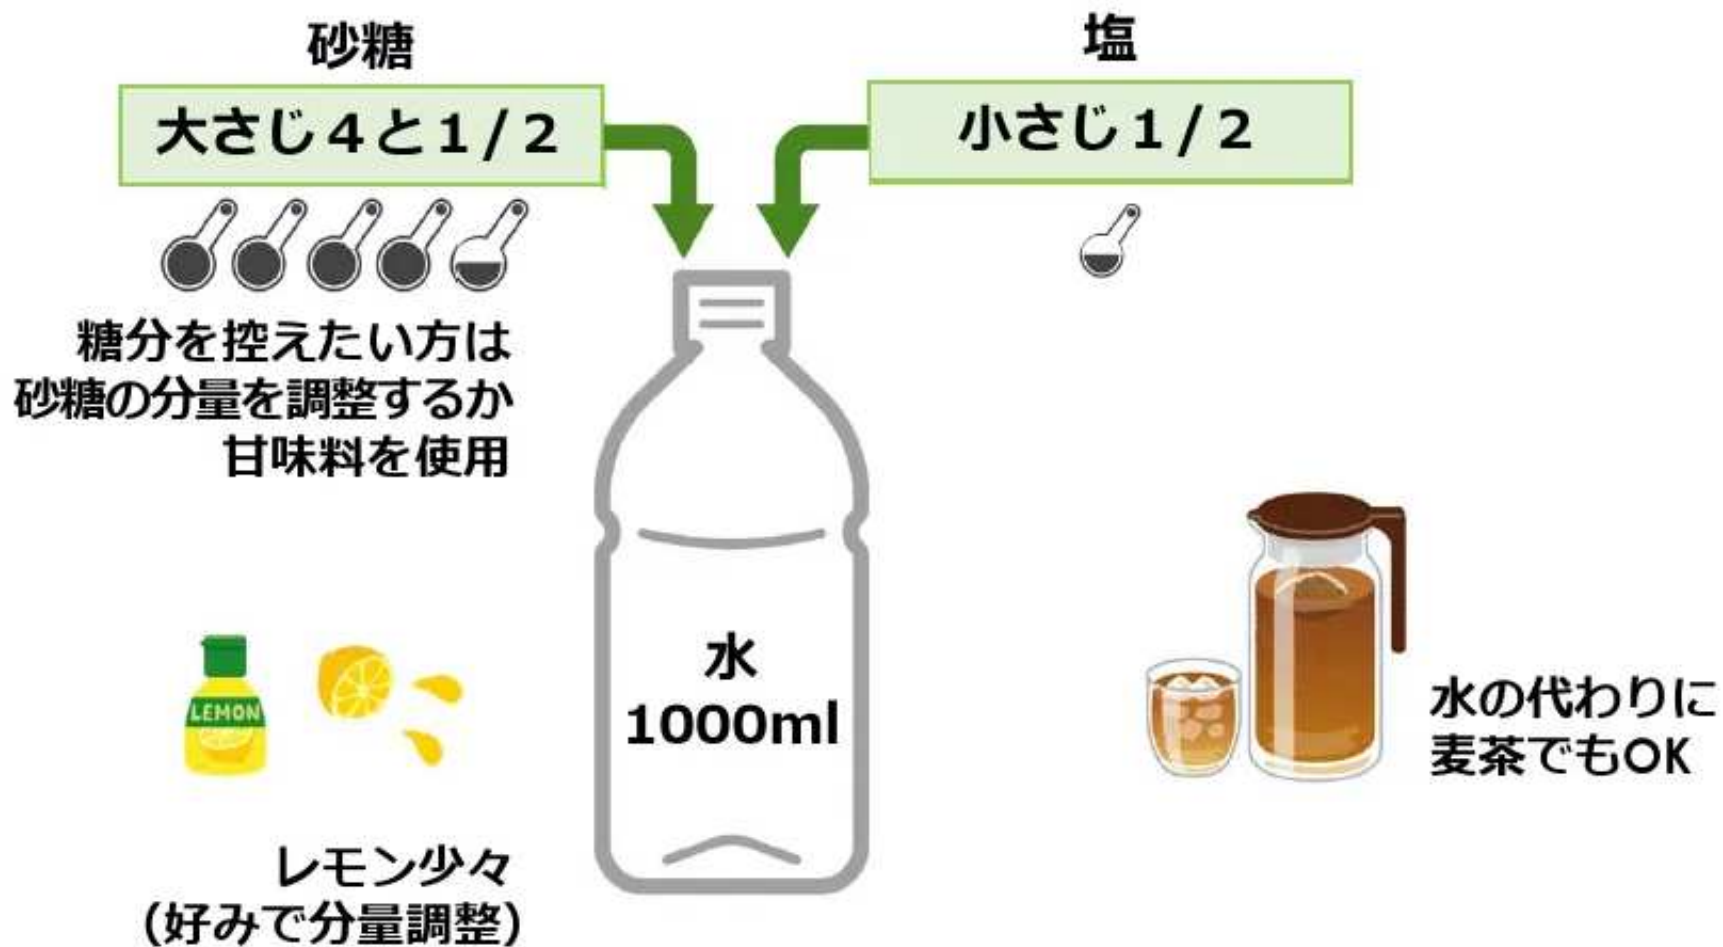 砂糖
大さじ４と１/２
糖分を控えたい方は
砂糖の分量を調整するか
甘味料を使用
塩
小さじ１/２
水
1000ml
LEMON
レモン少々
(好みで分量調整)
水の代わりに
麦茶でもOK